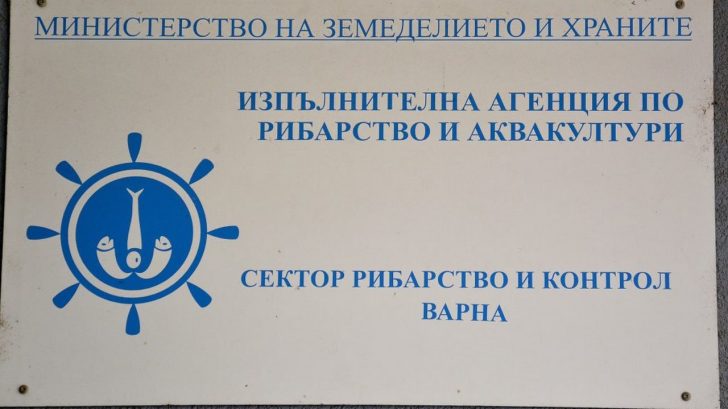 МИНИСТЕРСТВО НА ЗЕМЕДЕЛИЕТО И ХРАНИТЕ
ИЗПЪЛНИТЕЛНА АГЕНЦИЯ ПО
РИБАРСТВО И АКВАКУЛТУРИ
СЕКТОР РИБАРСТВО И КОНТРОЛ
ВАРНА